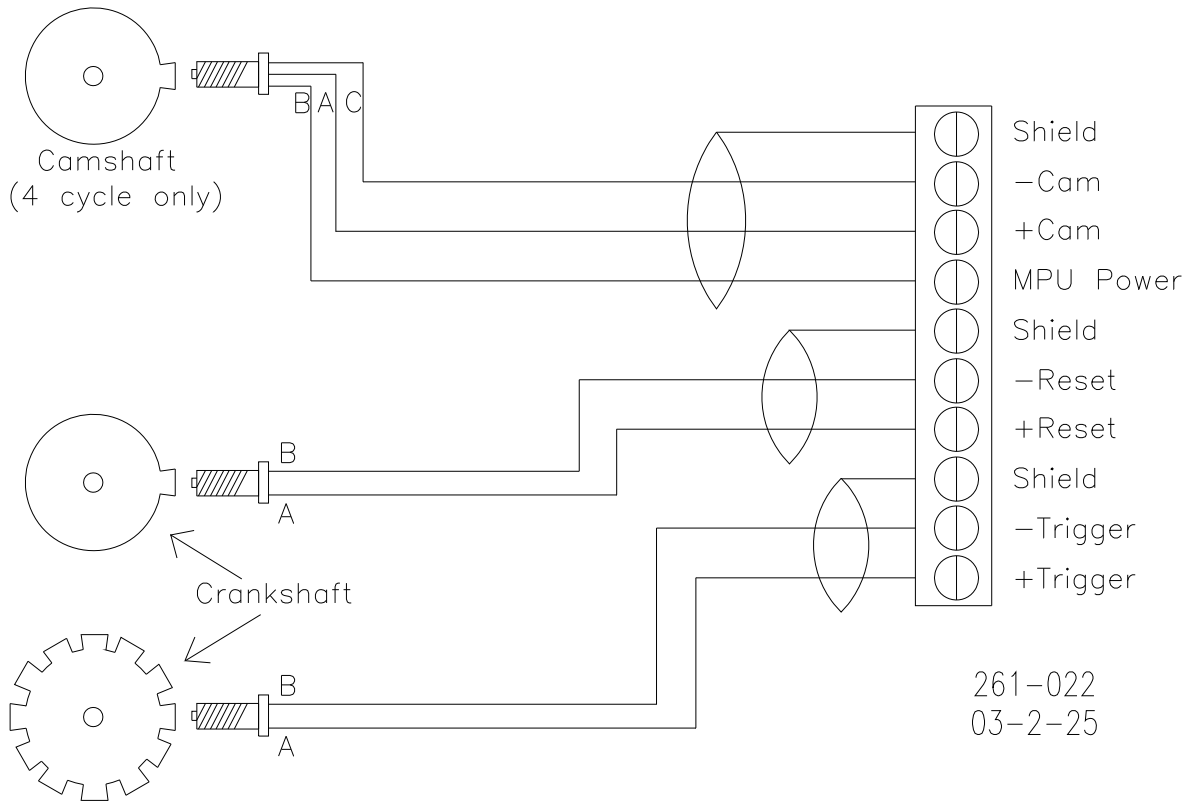 B A C
Camshaft
(4 cycle only)
Shield
-Cam
+Cam
MPU Power
Shield
-Reset
+Reset
Shield
-Trigger
+Trigger
B
A
Crankshaft
B
A
261-022
03-2-25